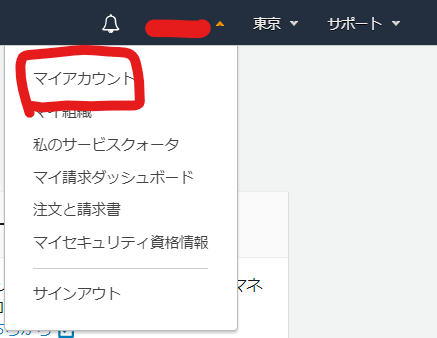 東京 サポート
マイアカウント
マイ組織
私のサービスクォータ
マイ請求ダッシュボード
注文と請求書
マイセキュリティ資格情報
サインアウト
マネ